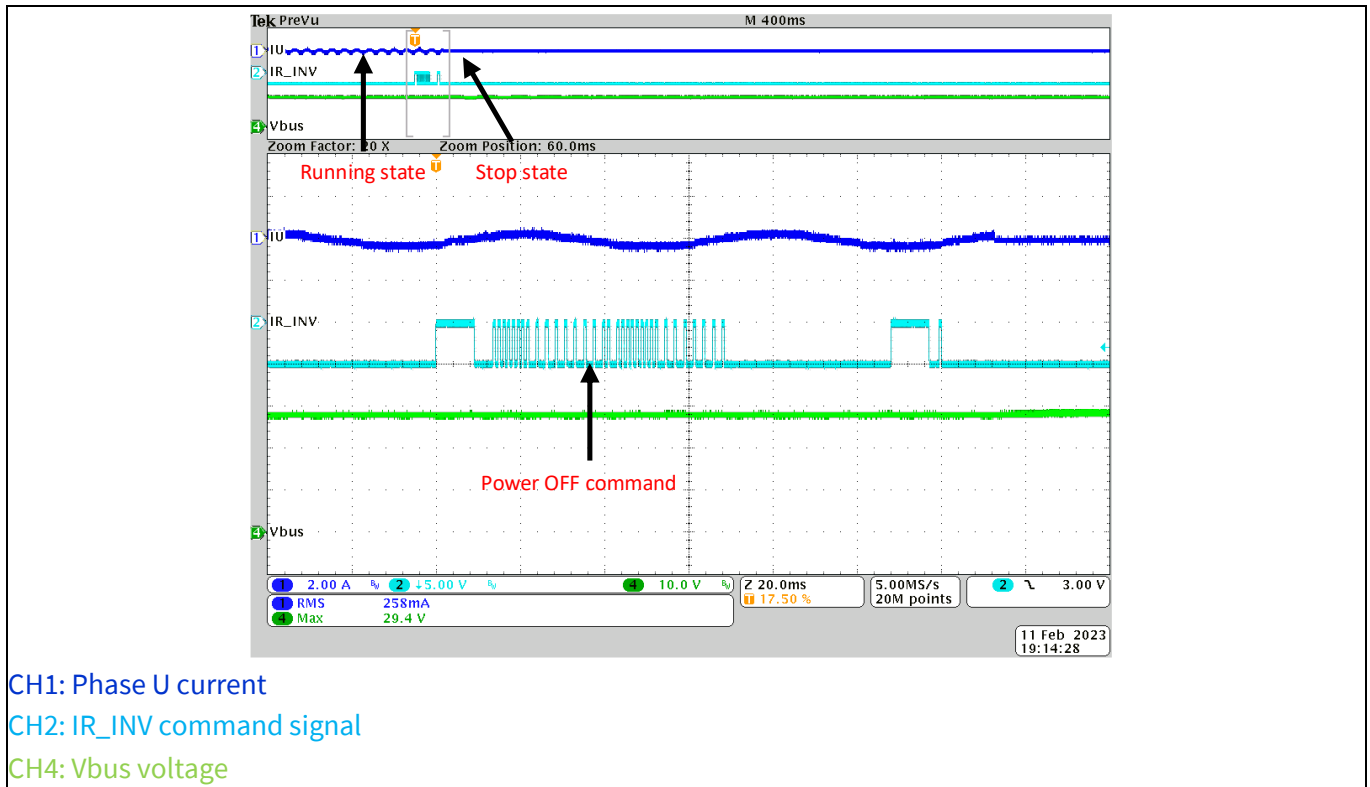 Tek PreVu M 400ms
T
1 IU
2 IR_INV
4 Vbus
Zoom Factor: 20 X Zoom Position: 60.0ms
T
Running state Stop state
1 IU
2 IR_INV
Power OFF command
4 Vbus
1 2.00 A BW 2 ↓5.00 V BW 4 10.0 V BW Z 20.0ms 5.00MS/s 2 3.00 V
T 17.50 % 20M points
1 RMS 258mA
4 Max 29.4 V
11 Feb 2023
19:14:28
CH1: Phase U current
CH2: IR_INV command signal
CH4: Vbus voltage